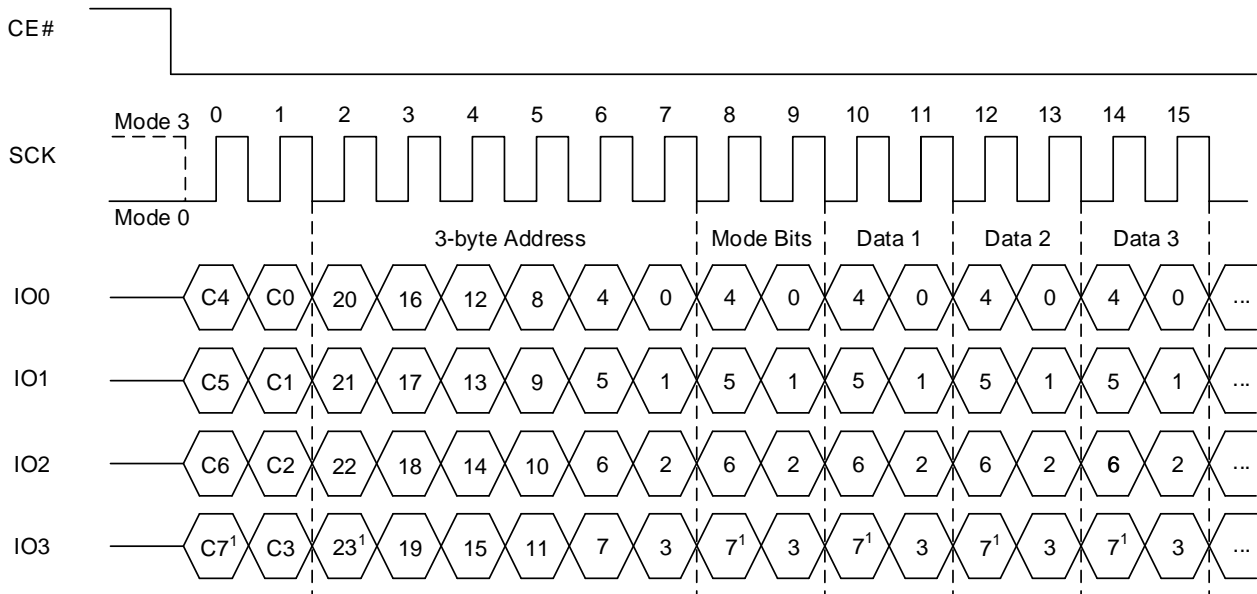 CE#
0 1 2 3 4 5 6 7 8 9 10 11 12 13 14 15
Mode 3
SCK
Mode 0
3-byte Address Mode Bits Data 1 Data 2 Data 3
IO0 C4 C0 20 16 12 8 4 0 4 0 4 0 4 0 4 0 ...
IO1 C5 C1 21 17 13 9 5 1 5 1 5 1 5 1 5 1 ...
IO2 C6 C2 22 18 14 10 6 2 6 2 6 2 6 2 6 2 ...
IO3 C7¹ C3 23¹ 19 15 11 7 3 7¹ 3 7¹ 3 7¹ 3 7¹ 3 ...